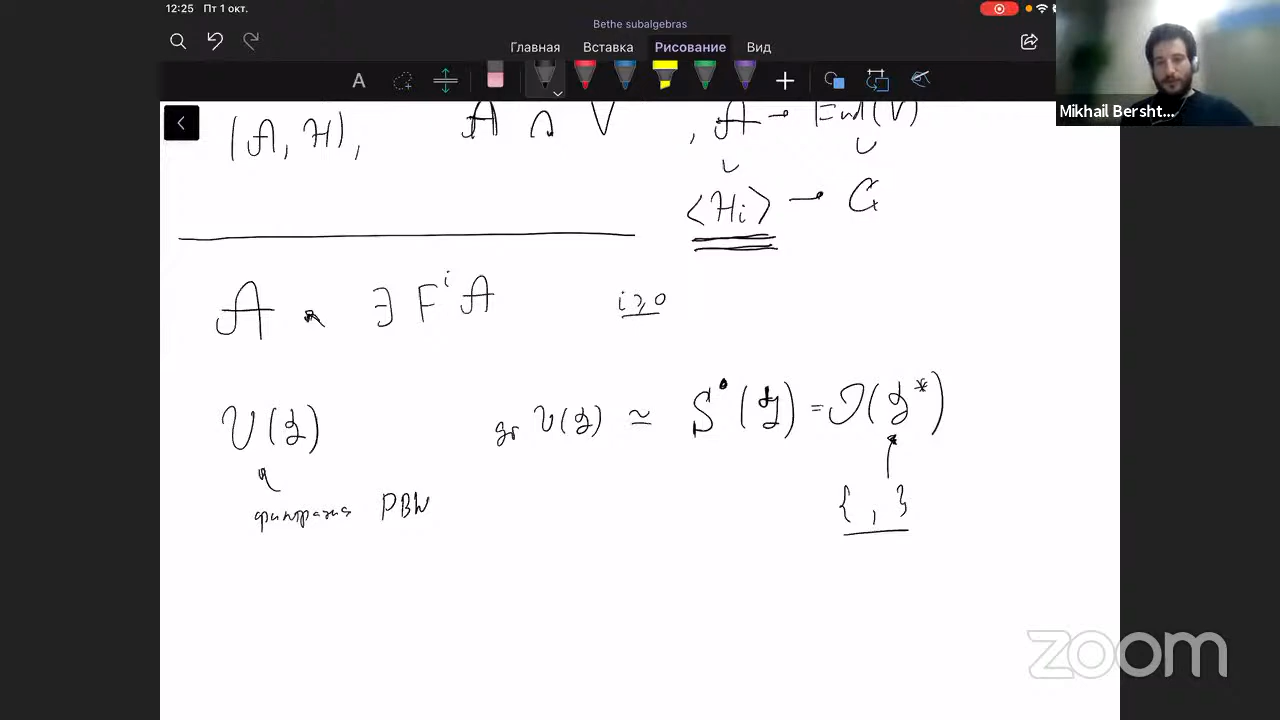 12:25 Пт 1 окт.
Bethe subalgebras
Главная Вставка Рисование Вид
Mikhail Bersht...
(A, H), A ↷ V , A → End(V)
∪ ∪
<Hi> → G
A ∃ FⁱA i ≥ 0
U(g) gr U(g) ≃ S•(g) = O(g*)
{ , }
фильтрация PBW
zoom